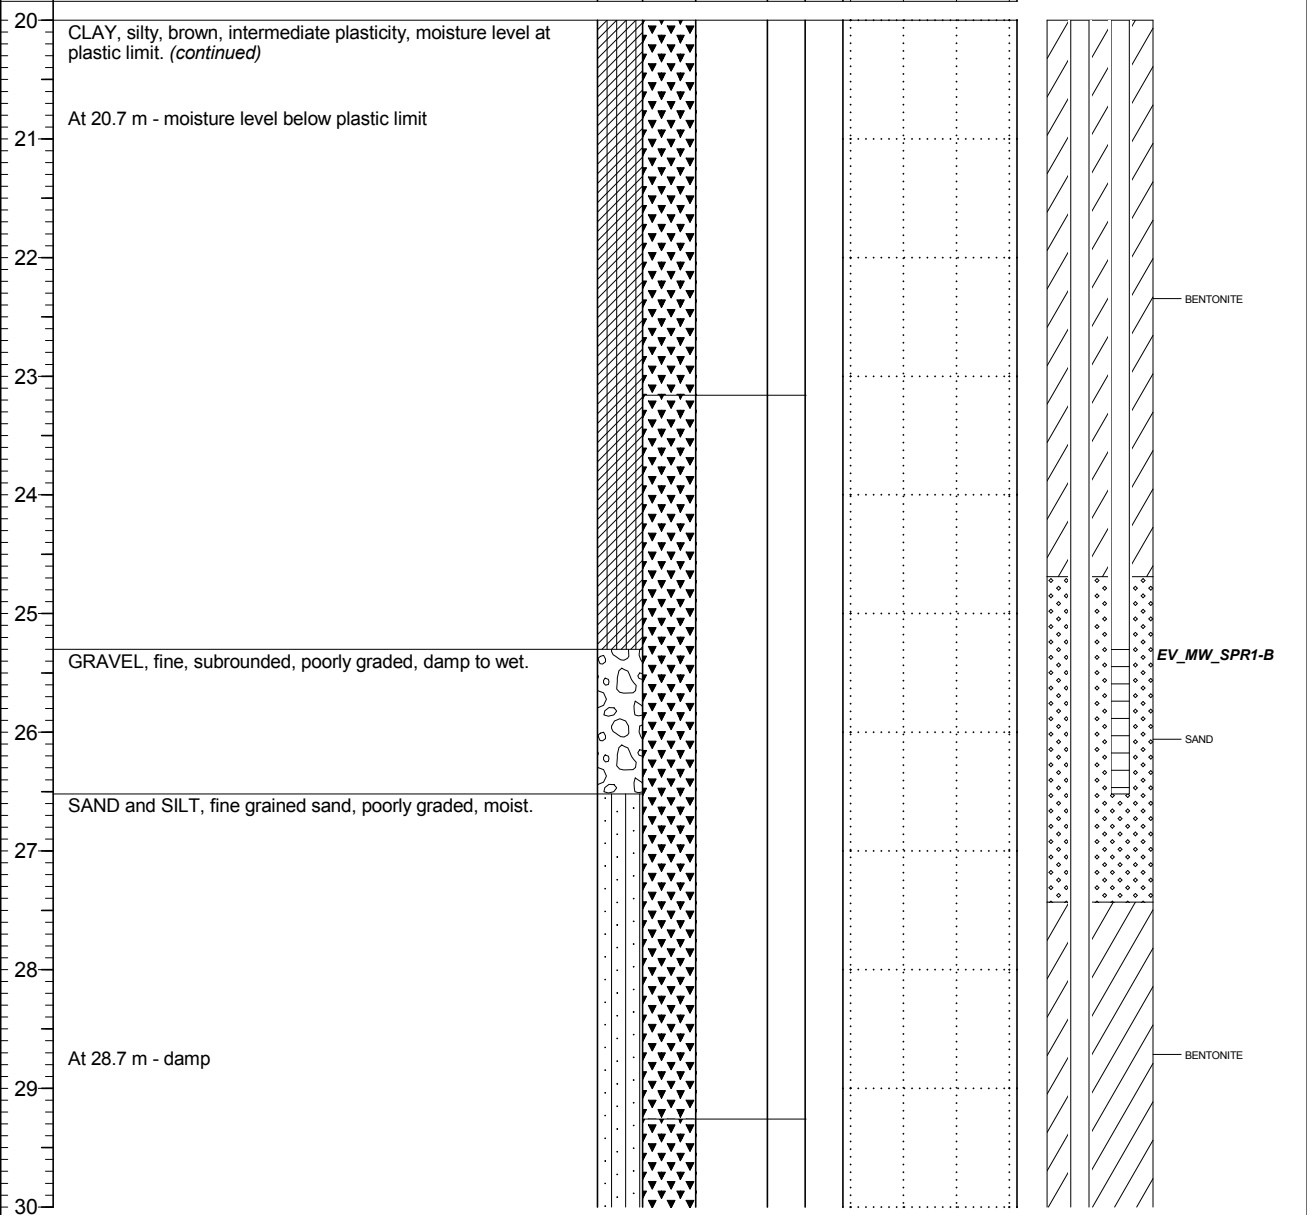 20
CLAY, silty, brown, intermediate plasticity, moisture level at
plastic limit. (continued)
At 20.7 m - moisture level below plastic limit
21
22
BENTONITE
23
24
25
GRAVEL, fine, subrounded, poorly graded, damp to wet.
EV_MW_SPR1-B
26
SAND
SAND and SILT, fine grained sand, poorly graded, moist.
27
28
At 28.7 m - damp
BENTONITE
29
30